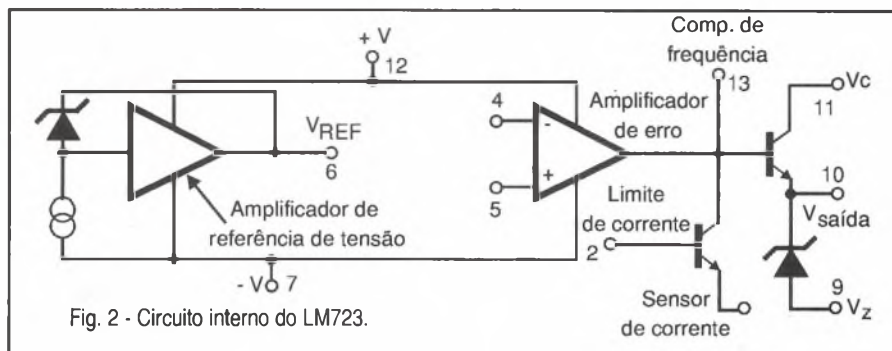 Comp. de
frequência
+ V
12
13
Vc
11
4
-
Amplificador
de erro
VREF
6
+
5
10
Vsaída
Limite
de corrente
2
Amplificador de
referência de tensão
- V
7
9
Vz
Sensor
de corrente
Fig. 2 - Circuito interno do LM723.